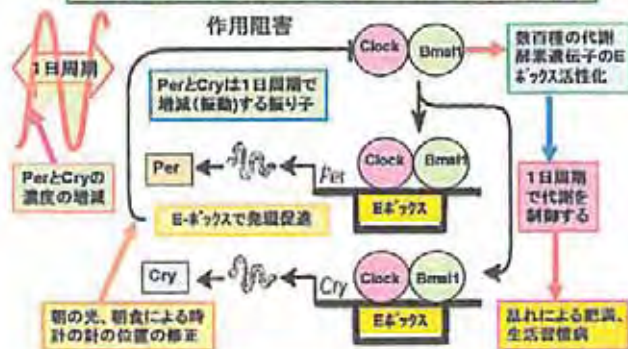 作用阻害
Clock
Bmal1
数百種の代謝
酵素遺伝子のE
ボックス活性化
1日周期
PerとCryは1日周期で
増減(振動)する振り子
PerとCryの
濃度の増減
Per
Per
Clock
Bmal1
E-ボックスで発現促進
Eボックス
1日周期
で代謝を
制御する
Cry
Cry
Clock
Bmal1
Eボックス
朝の光、朝食による時
計の針の位置の修正
乱れによる肥満、
生活習慣病